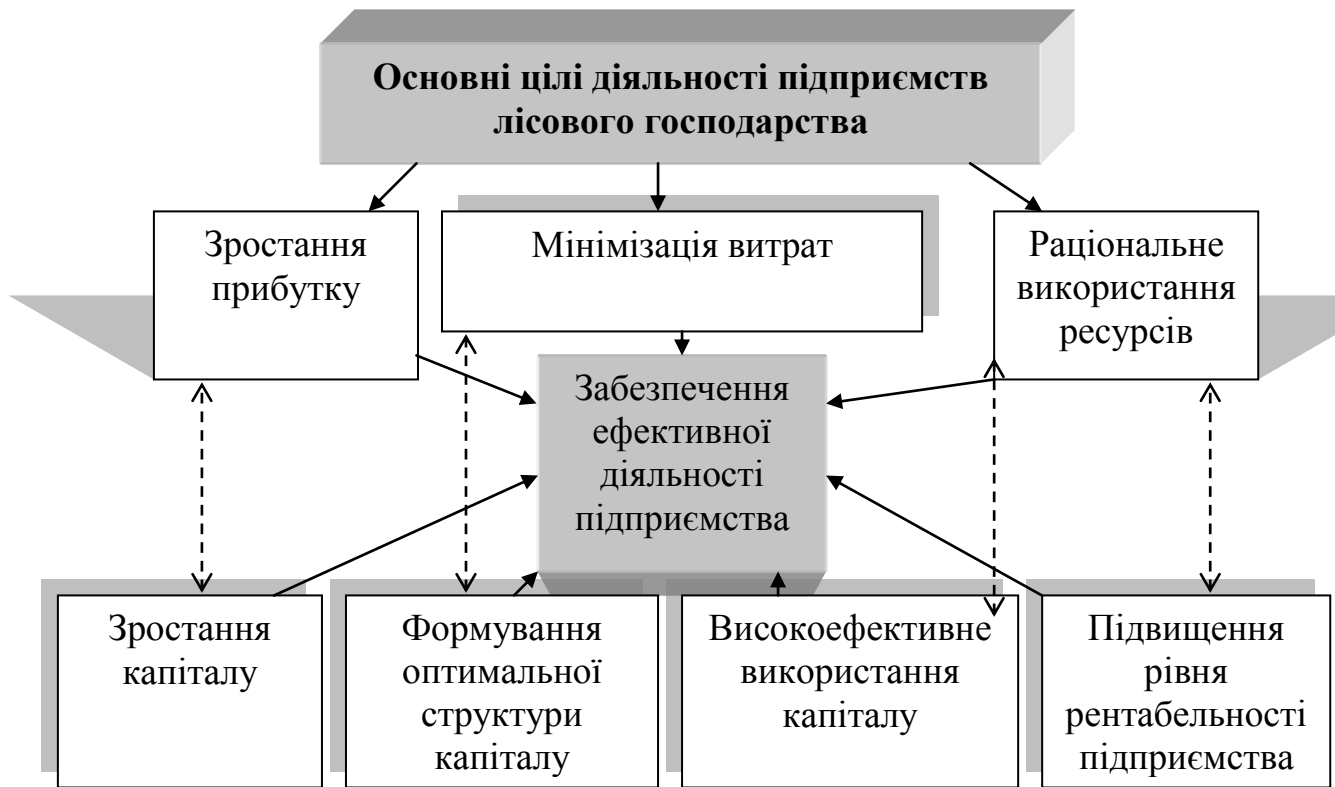 Основні цілі діяльності підприємств
лісового господарства
Зростання
прибутку
Мінімізація витрат
Раціональне
використання
ресурсів
Забезпечення
ефективної
діяльності
підприємства
Зростання
капіталу
Формування
оптимальної
структури
капіталу
Високоефективне
використання
капіталу
Підвищення
рівня
рентабельності
підприємства